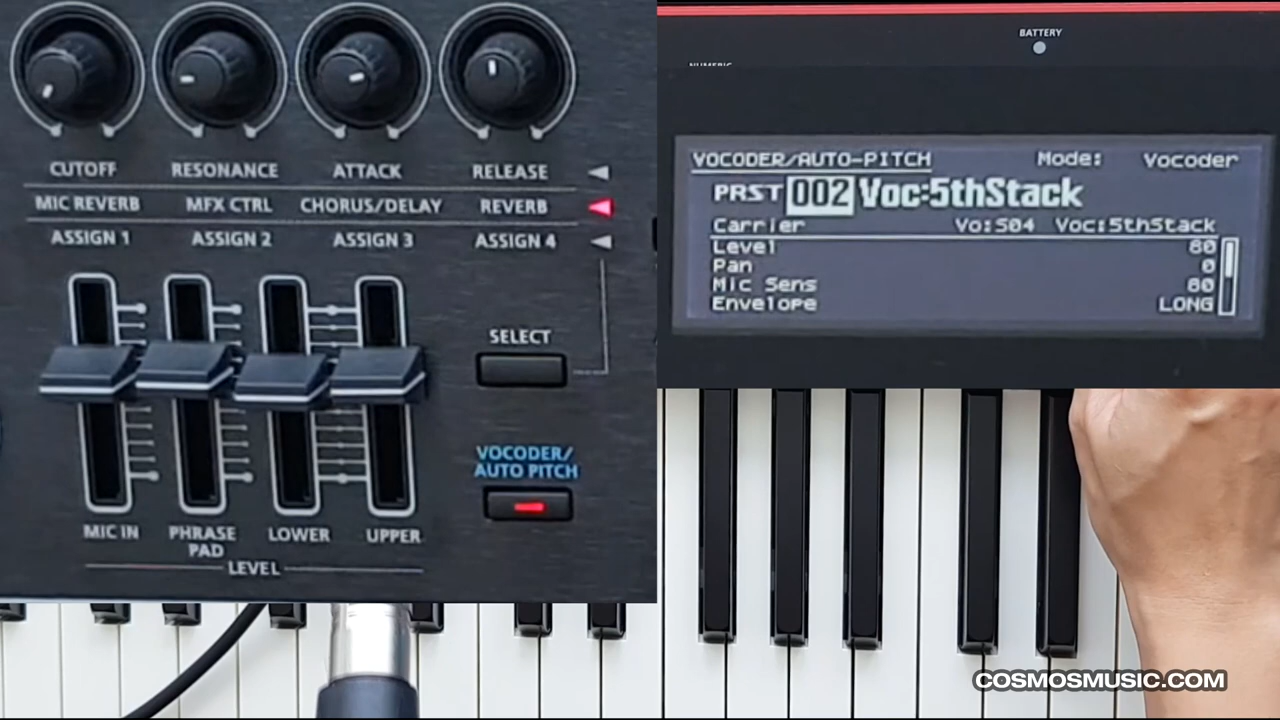 CUTOFF RESONANCE ATTACK RELEASE
MIC REVERB MFX CTRL CHORUS/DELAY REVERB
ASSIGN 1 ASSIGN 2 ASSIGN 3 ASSIGN 4
SELECT
VOCODER/
AUTO PITCH
MIC IN PHRASE PAD LOWER UPPER
LEVEL
BATTERY
VOCODER/AUTO-PITCH Mode: Vocoder
PRST 002 Voc:5thStack
Carrier Vo:S04 Voc:5thStack
Level 80
Pan 0
Mic Sens 80
Envelope LONG
COSMOSMUSIC.COM